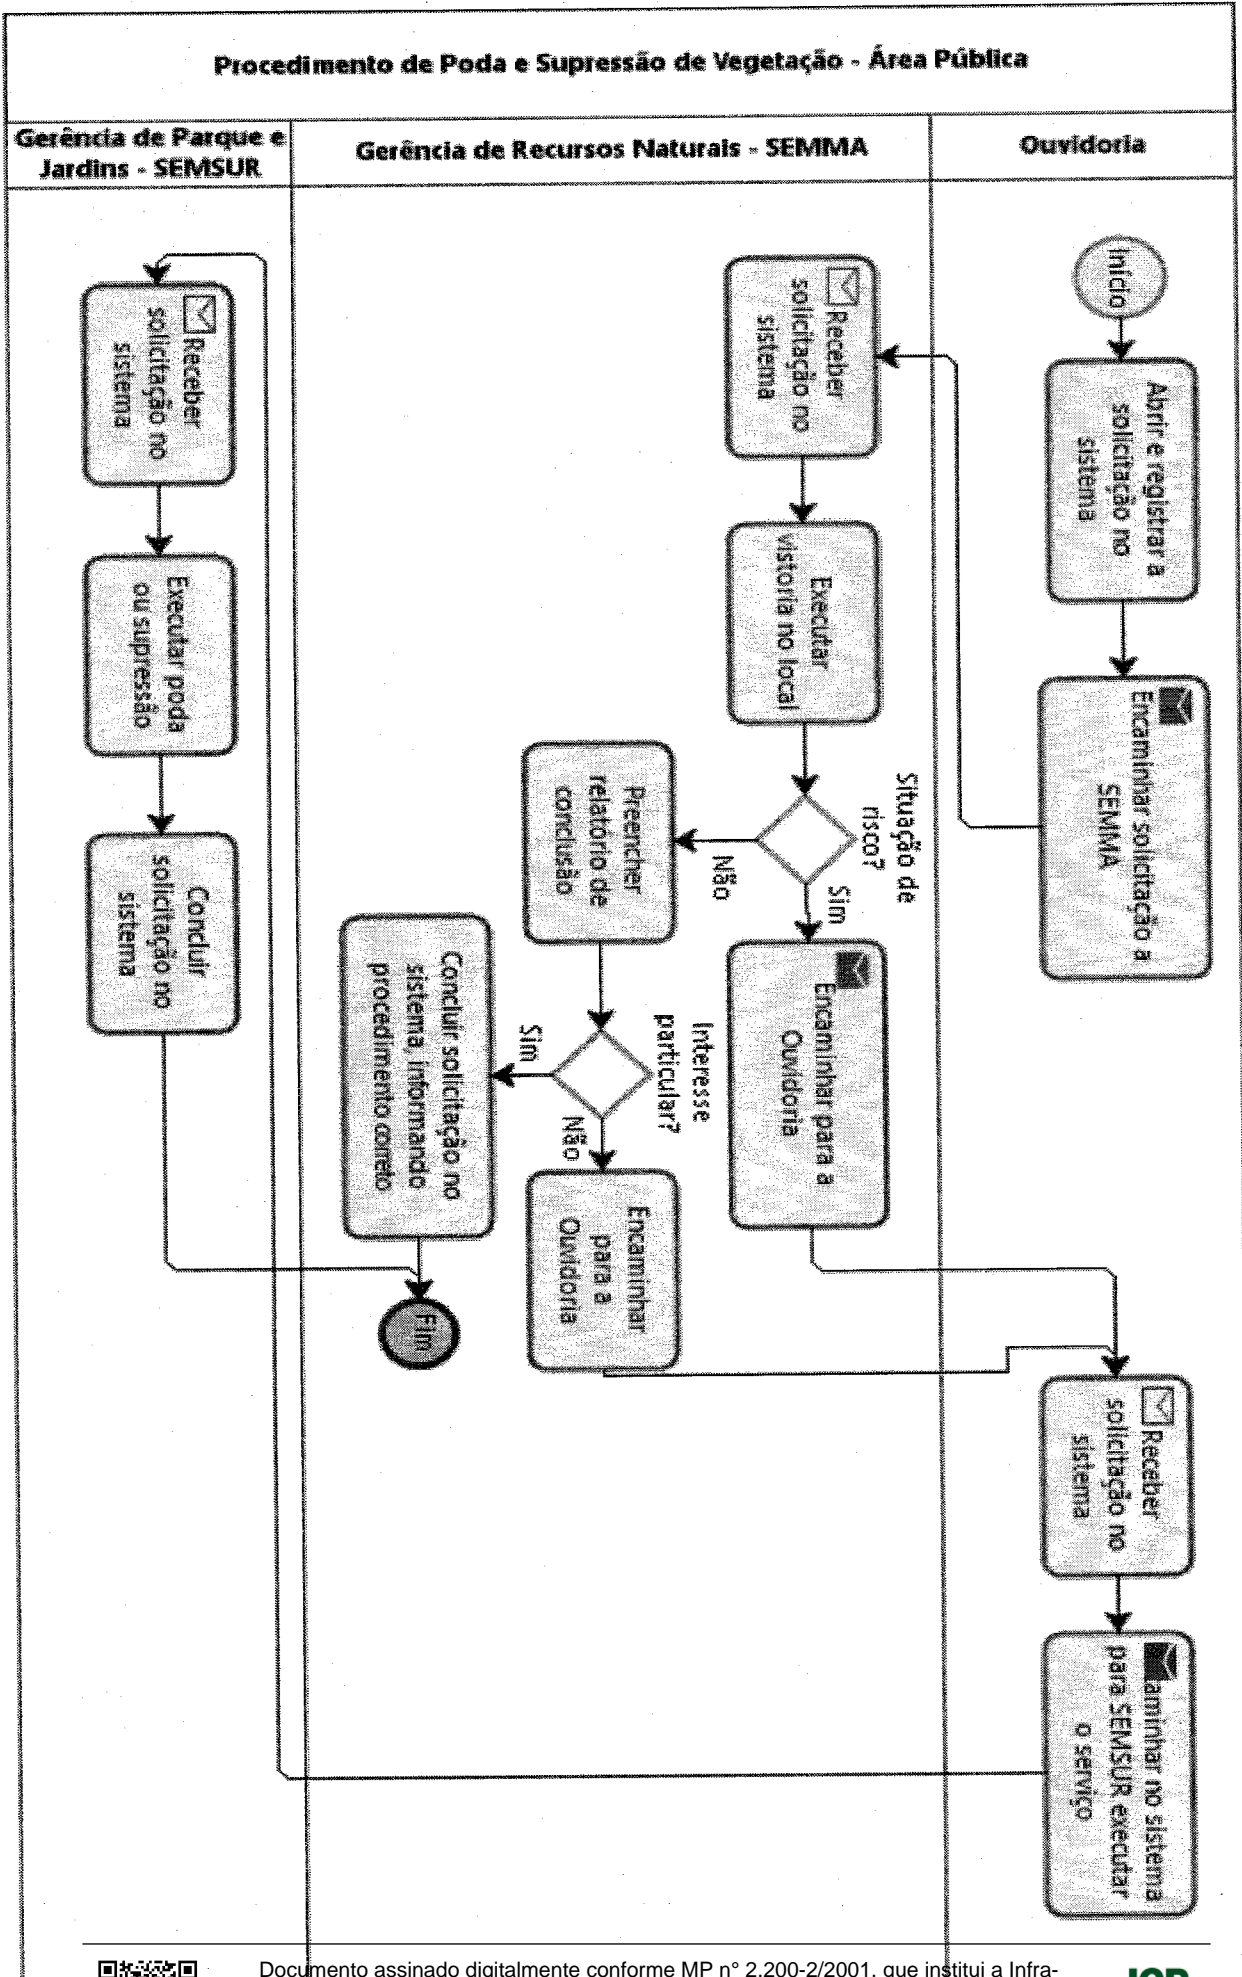 Procedimento de Poda e Supressão de Vegetação - Área Pública
Gerência de Parque e
Jardins - SEMSUR
Gerência de Recursos Naturais - SEMMA
Ouvidoria
Início
Abrir e registrar a
solicitação no
sistema
Encaminhar solicitação a
SEMMA
Receber
solicitação no
sistema
Executar
vistoria no local
Situação de
risco?
Sim
Não
Encaminhar para a
Ouvidoria
Preencher
relatório de
conclusão
Interesse
particular?
Sim
Não
Concluir solicitação no
sistema, informando
procedimento correto
Encaminhar
para a
Ouvidoria
Fim
Receber
solicitação no
sistema
aminhar no sistema
para SEMSUR executar
o serviço
Receber
solicitação no
sistema
Executar poda
ou supressão
Concluir
solicitação no
sistema
Documento assinado digitalmente conforme MP n° 2.200-2/2001, que institui a Infra-
ICP